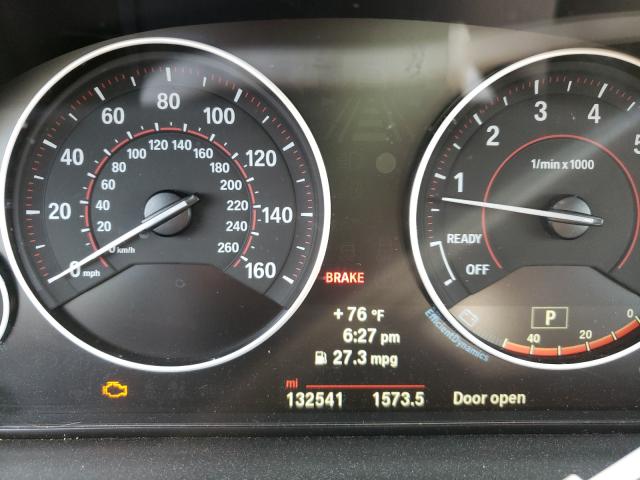 0 mph
20
40
60
80
100
120
140
160
0 km/h
20
40
60
80
100
120
140
160
180
200
220
240
260
BRAKE
+ 76 °F
6:27 pm
27.3 mpg
mi
132541 1573.5
Door open
1
2
3
4
5
1/min x 1000
READY
OFF
P
EfficientDynamics
40
20
0